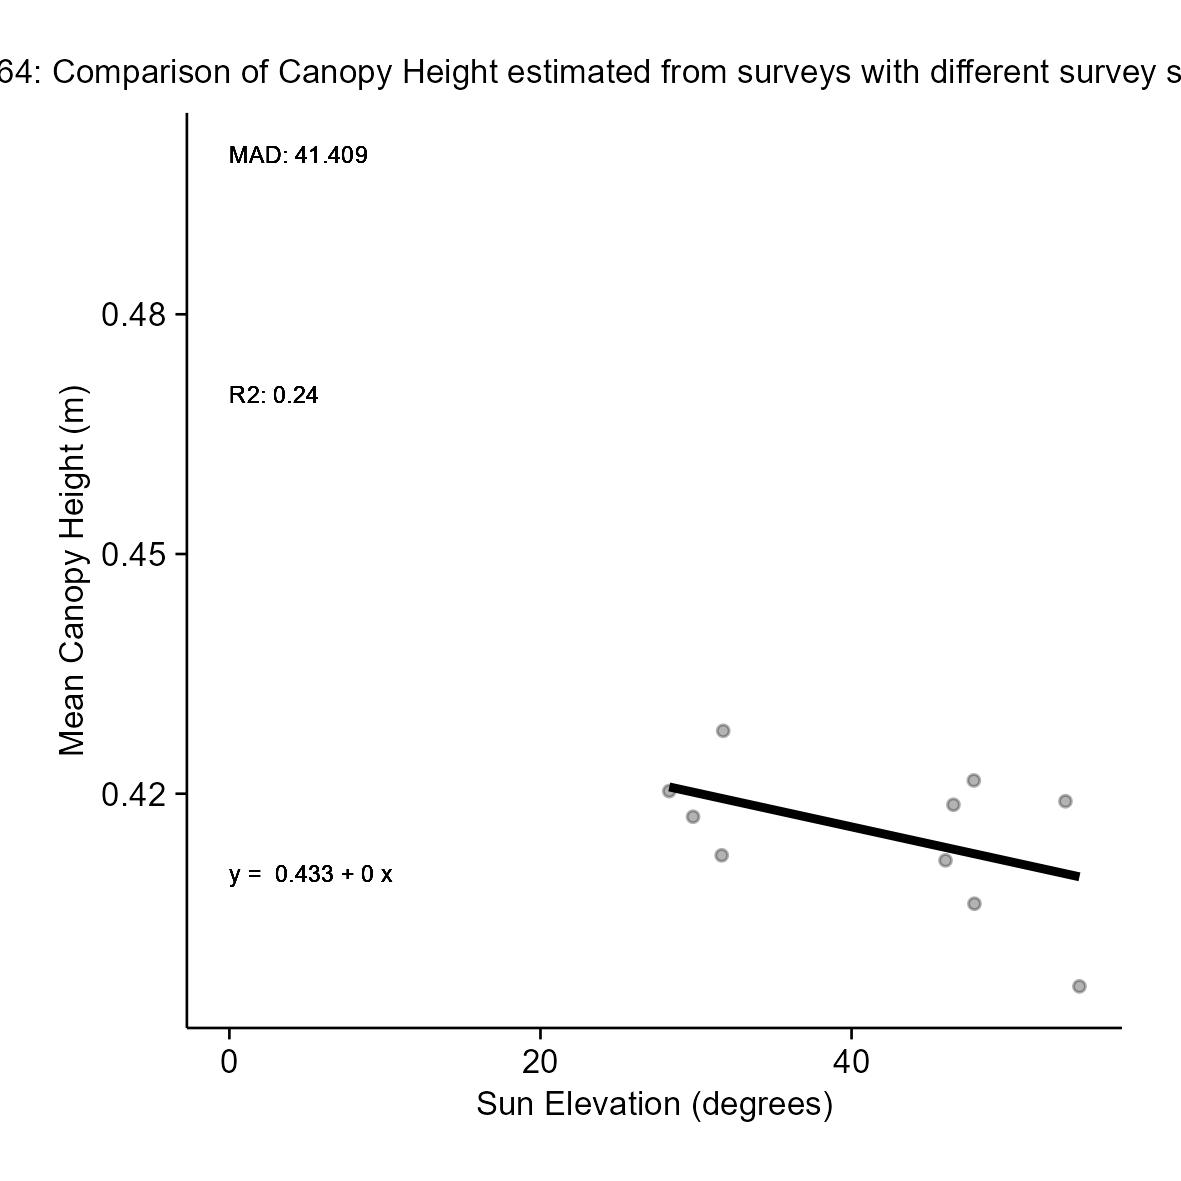 64: Comparison of Canopy Height estimated from surveys with different survey s
MAD: 41.409
0.48
R2: 0.24
0.45
Mean Canopy Height (m)
0.42
y =  0.433 + 0 x
0 20 40
Sun Elevation (degrees)